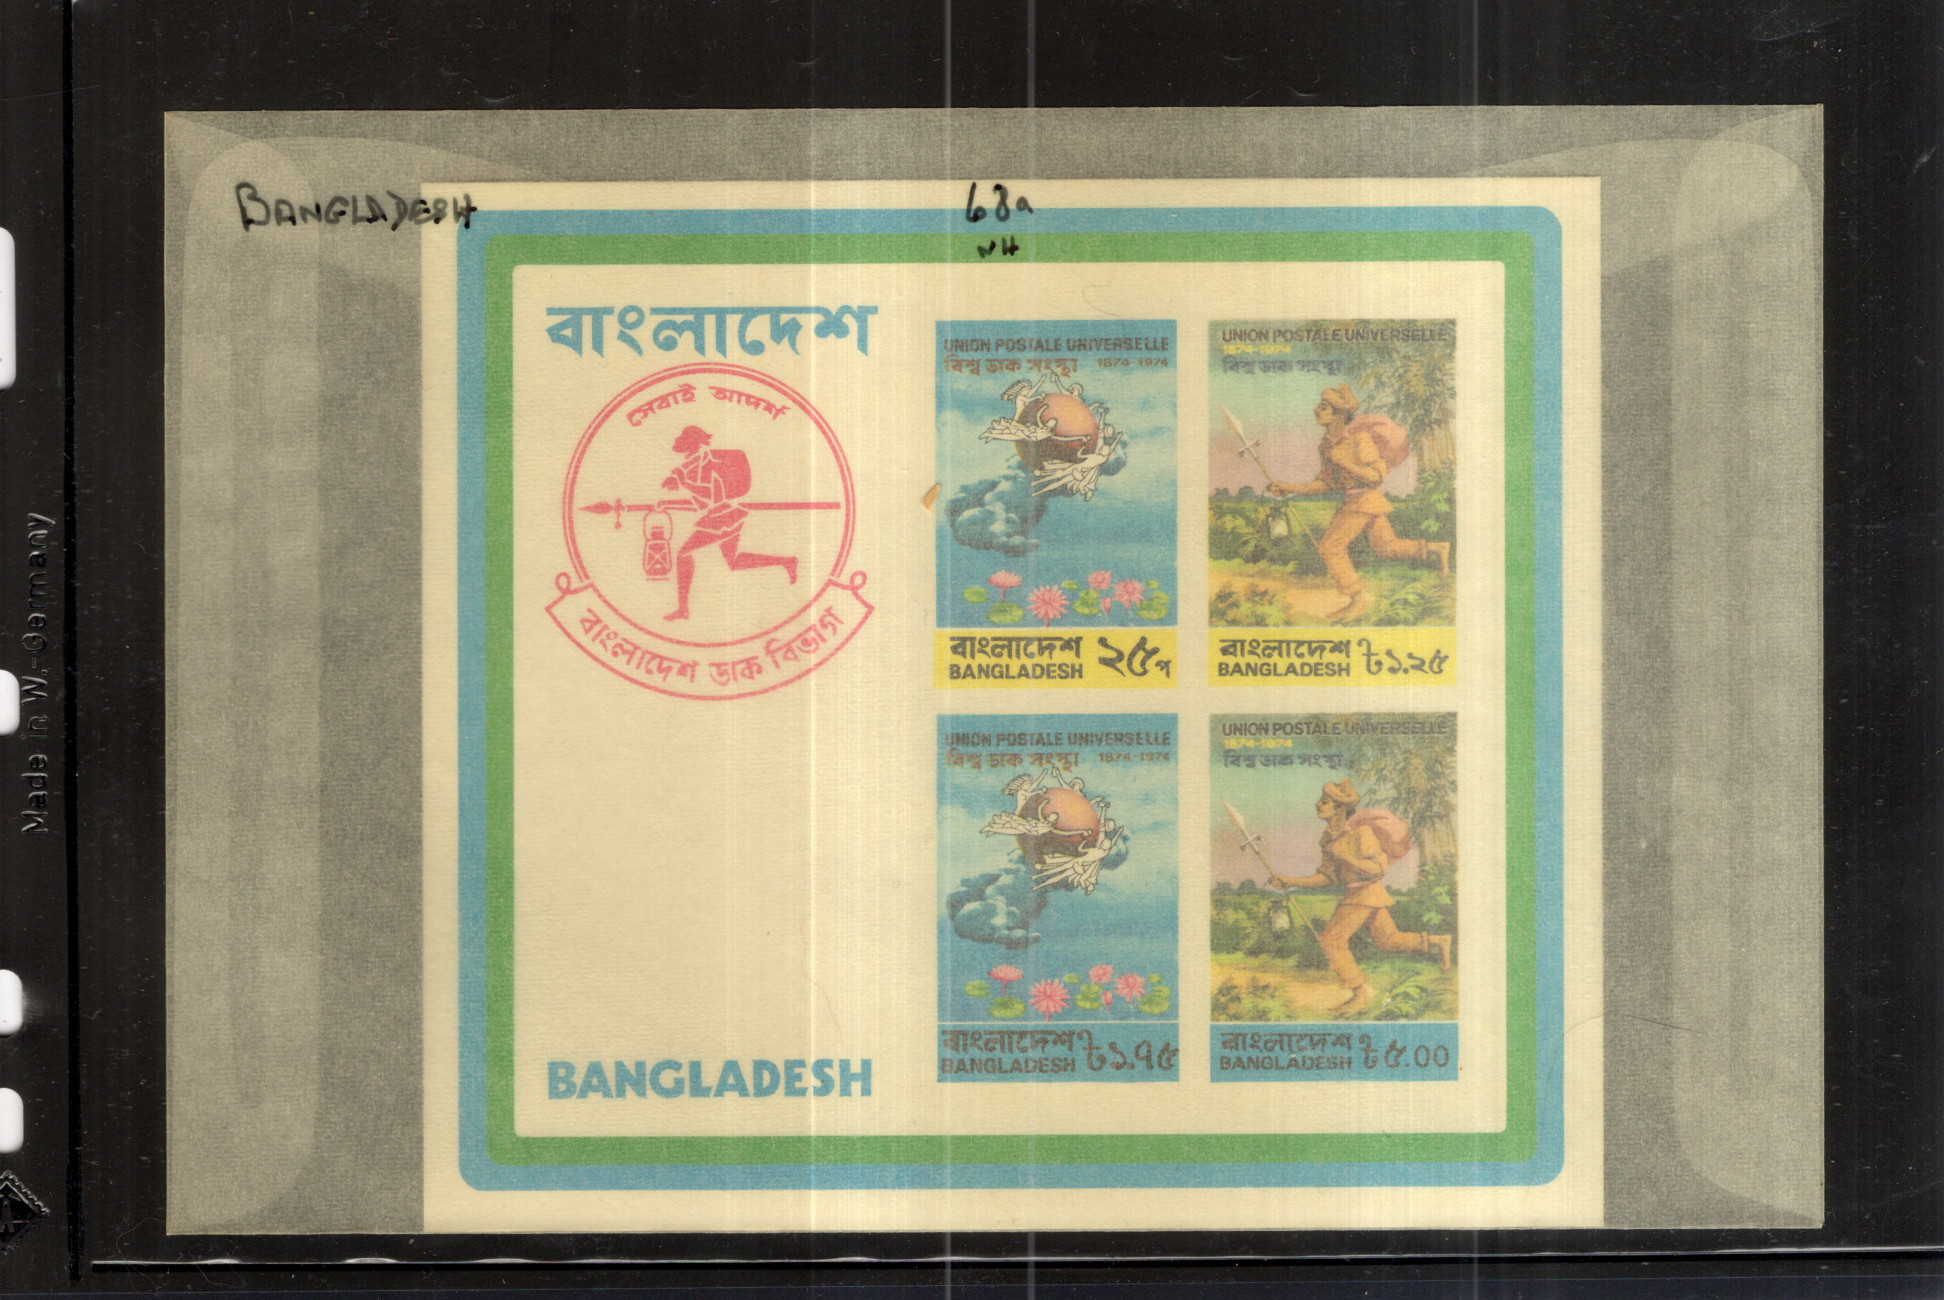 BANGLADESH
68a
NH
বাংলাদেশ
সেবাই আদর্শ
বাংলাদেশ ডাক বিভাগ
BANGLADESH
UNION POSTALE UNIVERSELLE
বিশ্ব ডাক সংস্থা 1874-1974
বাংলাদেশ ২৫প
BANGLADESH
UNION POSTALE UNIVERSELLE
1874-1974
বিশ্ব ডাক সংস্থা
বাংলাদেশ ৳১.২৫
BANGLADESH
UNION POSTALE UNIVERSELLE
বিশ্ব ডাক সংস্থা 1874-1974
বাংলাদেশ ৳১.৭৫
BANGLADESH
UNION POSTALE UNIVERSELLE
1874-1974
বিশ্ব ডাক সংস্থা
বাংলাদেশ ৳৫.00
BANGLADESH
Made in W.-Germany